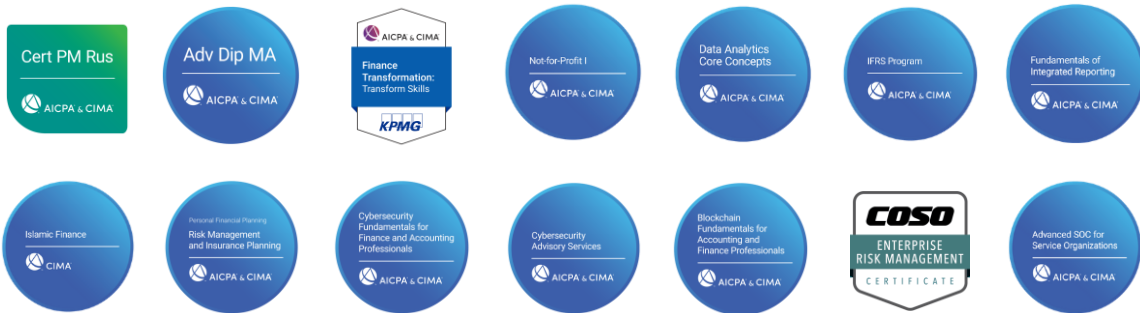 Cert PM Rus
AICPA & CIMA
Adv Dip MA
AICPA & CIMA
AICPA & CIMA
Finance
Transformation:
Transform Skills
KPMG
Not-for-Profit I
AICPA & CIMA
Data Analytics
Core Concepts
AICPA & CIMA
IFRS Program
AICPA & CIMA
Fundamentals of
Integrated Reporting
AICPA & CIMA
Islamic Finance
CIMA
Personal Financial Planning
Risk Management
and Insurance Planning
AICPA & CIMA
Cybersecurity
Fundamentals for
Finance and Accounting
Professionals
AICPA & CIMA
Cybersecurity
Advisory Services
AICPA & CIMA
Blockchain
Fundamentals for
Accounting and
Finance Professionals
AICPA & CIMA
COSO
ENTERPRISE
RISK MANAGEMENT
CERTIFICATE
Advanced SOC for
Service Organizations
AICPA & CIMA